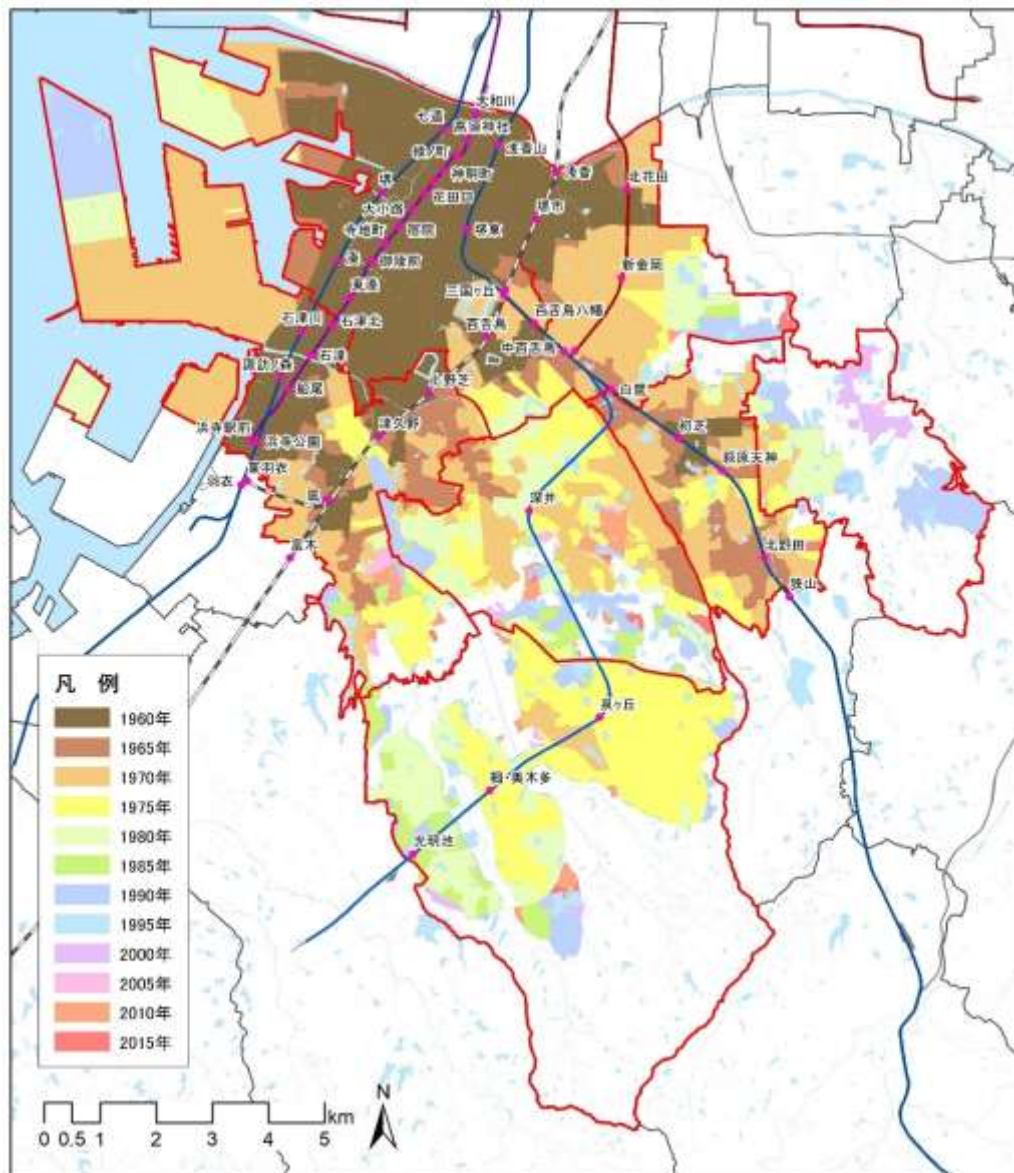 大和川
七道
高須神社
綾ノ町
浅香山
浅香
神明町
北花田
堺
堺市
花田口
大小路
宿院
寺地町
堺東
湊
御陵前
新金岡
東湊
三国ヶ丘
百舌鳥八幡
石津川
石津北
百舌鳥
中百舌鳥
石津
諏訪ノ森
上野芝
船尾
白鷺
浜寺駅前
津久野
初芝
浜寺公園
萩原天神
東羽衣
羽衣
鳳
深井
北野田
富木
狭山
凡 例
1960年
1965年
1970年
1975年
1980年
1985年
1990年
1995年
2000年
2005年
2010年
2015年
泉ヶ丘
栂・美木多
光明池
N
km
0 0.5 1 2 3 4 5